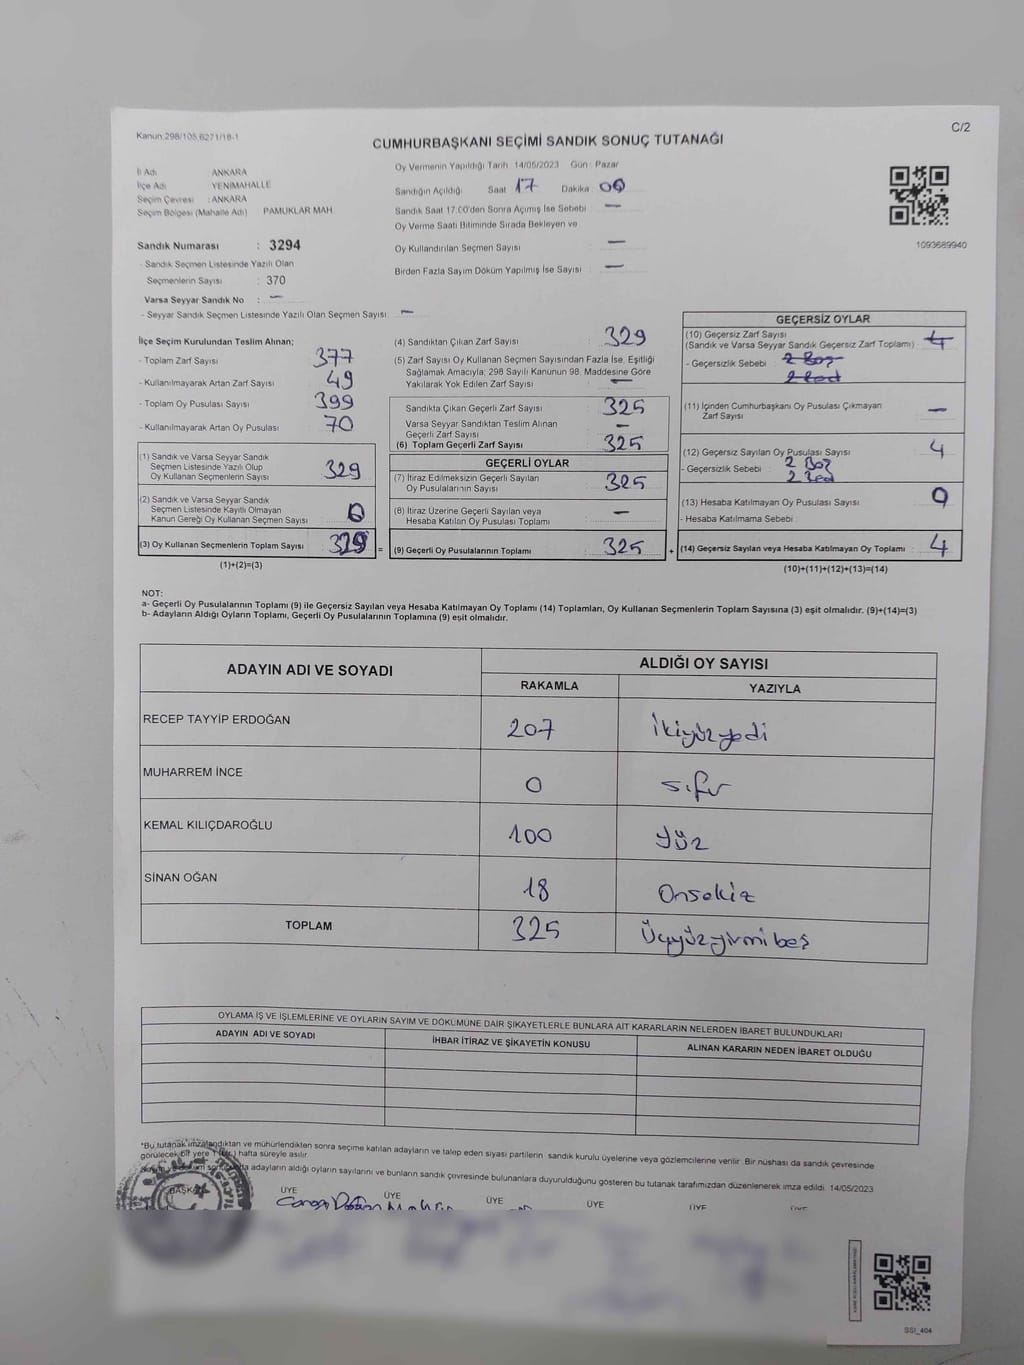 Kanun 298/105,6271/18-1
C/2
CUMHURBAŞKANI SEÇİMİ SANDIK SONUÇ TUTANAĞI
İl Adı ANKARA
İlçe Adı YENİMAHALLE
Seçim Çevresi : ANKARA
Seçim Bölgesi (Mahalle Adı) PAMUKLAR MAH.
Sandık Numarası : 3294
- Sandık Seçmen Listesinde Yazılı Olan
Seçmenlerin Sayısı : 370
Varsa Seyyar Sandık No : —
- Seyyar Sandık Seçmen Listesinde Yazılı Olan Seçmen Sayısı: —
Oy Vermenin Yapıldığı Tarih 14/05/2023 Gün : Pazar
Sandığın Açıldığı Saat 17 Dakika 00
Sandık Saat 17:00'den Sonra Açımış İse Sebebi : —
Oy Verme Saati Bitiminde Sırada Bekleyen ve
Oy Kullandırılan Seçmen Sayısı : —
Birden Fazla Sayım Döküm Yapılmış İse Sayısı : —
1093689940
İlçe Seçim Kurulundan Teslim Alınan;
- Toplam Zarf Sayısı : 377
- Kullanılmayarak Artan Zarf Sayısı : 49
- Toplam Oy Pusulası Sayısı : 399
- Kullanılmayarak Artan Oy Pusulası : 70
(1) Sandık ve Varsa Seyyar Sandık
Seçmen Listesinde Yazılı Olup
Oy Kullanan Seçmenlerin Sayısı : 329
(2) Sandık ve Varsa Seyyar Sandık
Seçmen Listesinde Kayıtlı Olmayan
Kanun Gereği Oy Kullanan Seçmen Sayısı : 0
(3) Oy Kullanan Seçmenlerin Toplam Sayısı : 329
(1)+(2)=(3)
(4) Sandıktan Çıkan Zarf Sayısı : 329
(5) Zarf Sayısı Oy Kullanan Seçmen Sayısından Fazla İse, Eşitliği
Sağlamak Amacıyla; 298 Sayılı Kanunun 98. Maddesine Göre
Yakılarak Yok Edilen Zarf Sayısı : —
Sandıkta Çıkan Geçerli Zarf Sayısı : 325
Varsa Seyyar Sandıktan Teslim Alınan
Geçerli Zarf Sayısı : —
(6) Toplam Geçerli Zarf Sayısı : 325
GEÇERLİ OYLAR
(7) İtiraz Edilmeksizin Geçerli Sayılan
Oy Pusulalarının Sayısı : 325
(8) İtiraz Üzerine Geçerli Sayılan veya
Hesaba Katılan Oy Pusulası Toplamı : —
= (9) Geçerli Oy Pusulalarının Toplamı : 325
GEÇERSİZ OYLAR
(10) Geçersiz Zarf Sayısı
(Sandık ve Varsa Seyyar Sandık Geçersiz Zarf Toplamı) : 4
- Geçersizlik Sebebi : 2 Boş
2 Red
(11) İçinden Cumhurbaşkanı Oy Pusulası Çıkmayan
Zarf Sayısı : —
(12) Geçersiz Sayılan Oy Pusulası Sayısı : 4
- Geçersizlik Sebebi : 2 Boş
2 Red
(13) Hesaba Katılmayan Oy Pusulası Sayısı : 0
- Hesaba Katılmama Sebebi :
+ (14) Geçersiz Sayılan veya Hesaba Katılmayan Oy Toplamı : 4
(10)+(11)+(12)+(13)=(14)
NOT:
a- Geçerli Oy Pusulalarının Toplamı (9) ile Geçersiz Sayılan veya Hesaba Katılmayan Oy Toplamı (14) Toplamları, Oy Kullanan Seçmenlerin Toplam Sayısına (3) eşit olmalıdır. (9)+(14)=(3)
b- Adayların Aldığı Oyların Toplamı, Geçerli Oy Pusulalarının Toplamına (9) eşit olmalıdır.
ADAYIN ADI VE SOYADI
ALDIĞI OY SAYISI
RAKAMLA YAZIYLA
RECEP TAYYİP ERDOĞAN 207 İkiyüzyedi
MUHARREM İNCE 0 sıfır
KEMAL KILIÇDAROĞLU 100 Yüz
SİNAN OĞAN 18 Onsekiz
TOPLAM 325 Üçyüzyirmi beş
OYLAMA İŞ VE İŞLEMLERİNE VE OYLARIN SAYIM VE DÖKÜMÜNE DAİR ŞİKAYETLERLE BUNLARA AİT KARARLARIN NELERDEN İBARET BULUNDUKLARI
ADAYIN ADI VE SOYADI İHBAR İTİRAZ VE ŞİKAYETİN KONUSU ALINAN KARARIN NEDEN İBARET OLDUĞU
*Bu tutanak imzalandıktan ve mühürlendikten sonra seçime katılan adayların ve talep eden siyasi partilerin sandık kurulu üyelerine veya gözlemcilerine verilir. Bir nüshası da sandık çevresinde
görülecek bir yere 1 (bir) hafta süreyle asılır.
adayların aldığı oyların sayılarını ve bunların sandık çevresinde bulunanlara duyurulduğunu gösteren bu tutanak tarafımızdan düzenlenerek imza edildi. 14/05/2023
BAŞKAN ÜYE ÜYE ÜYE ÜYE ÜYE ÜYE
SSI_404